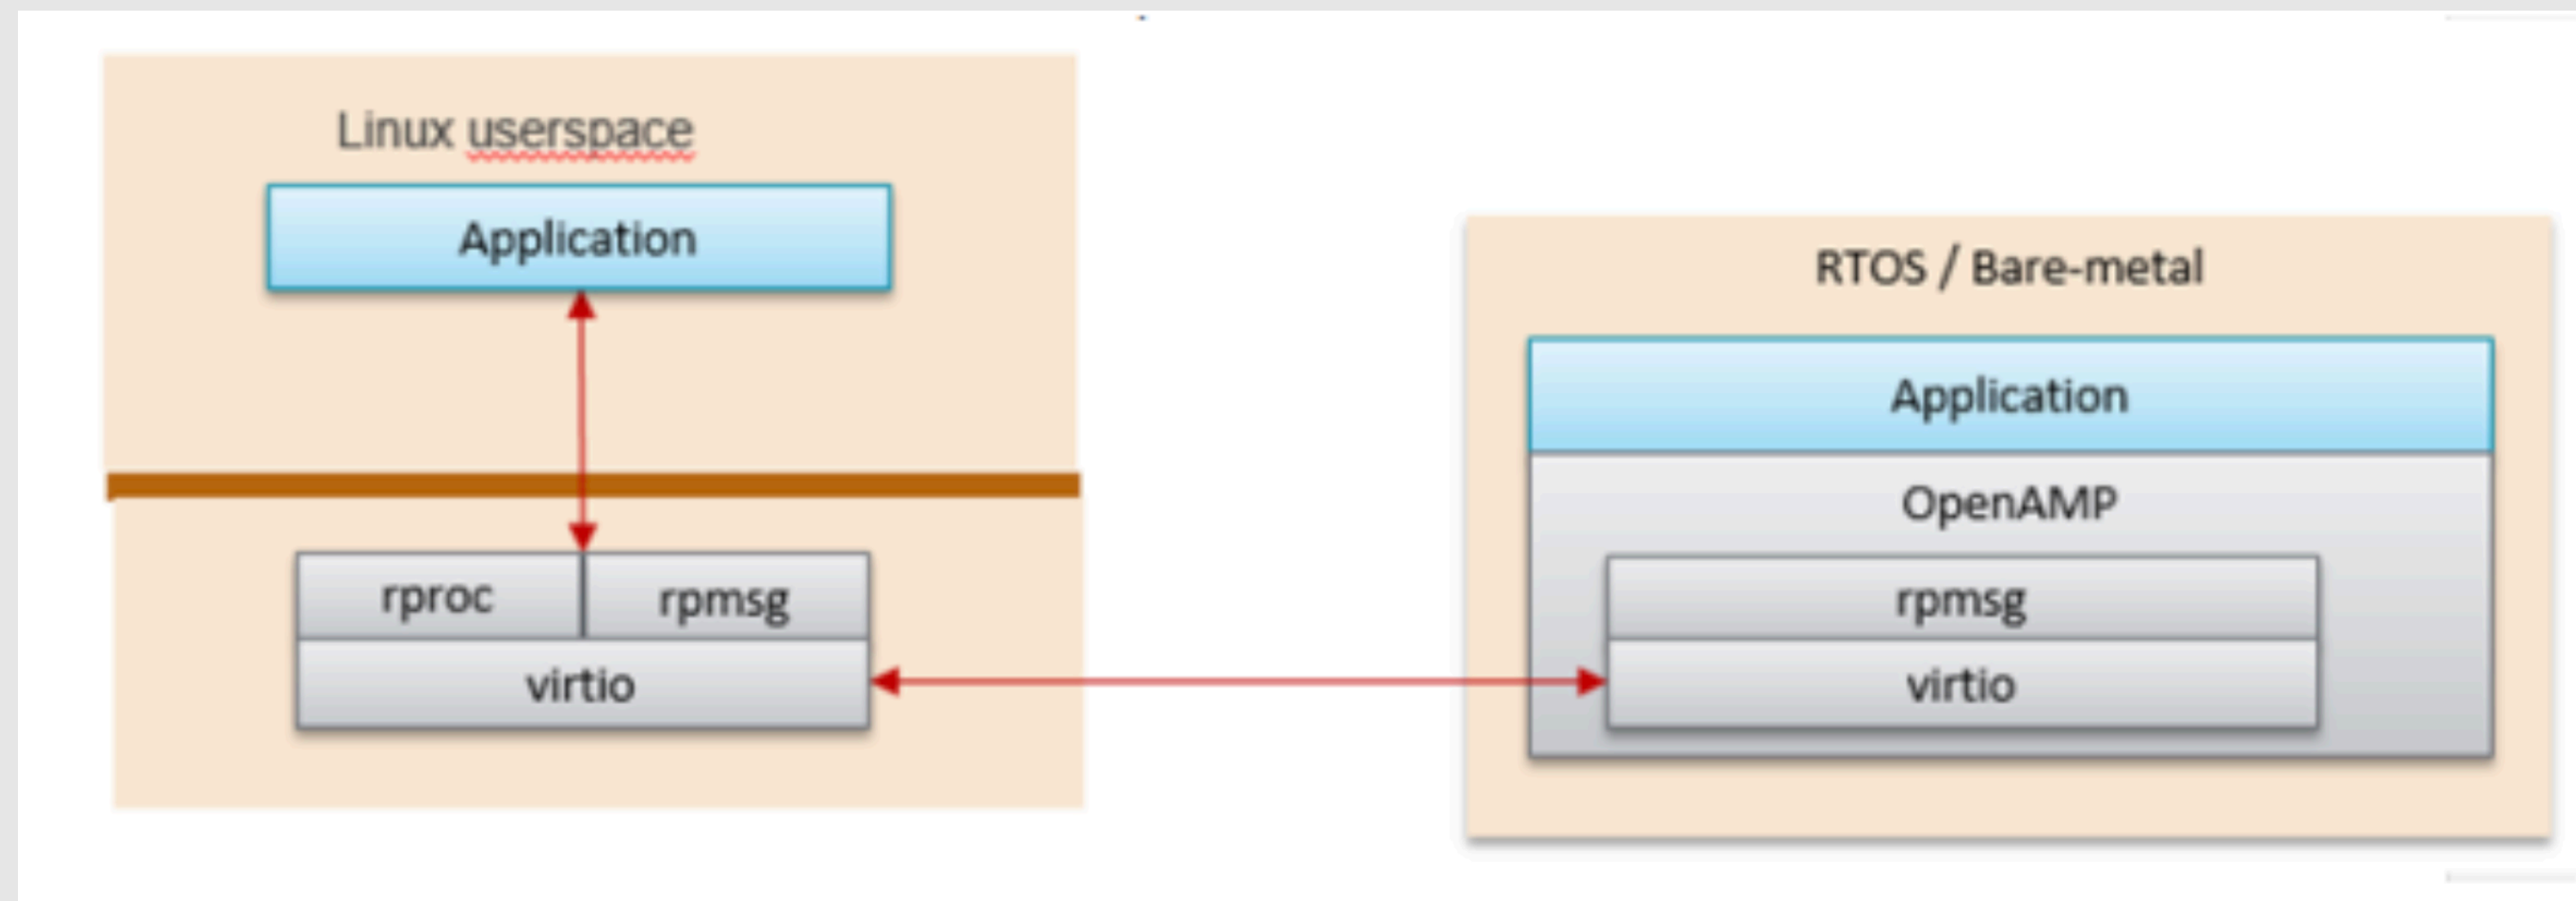 Linux userspace
Application
rproc
rpmsg
virtio
RTOS / Bare-metal
Application
OpenAMP
rpmsg
virtio